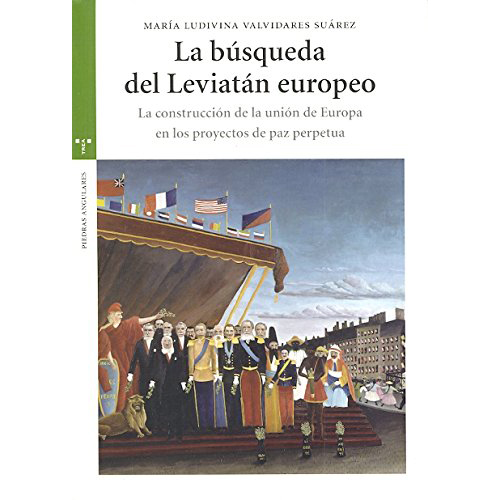 MARÍA LUDIVINA VALVIDARES SUÁREZ
La búsqueda
del Leviatán europeo
La construcción de la unión de Europa
en los proyectos de paz perpetua
TREA
PIEDRAS ANGULARES